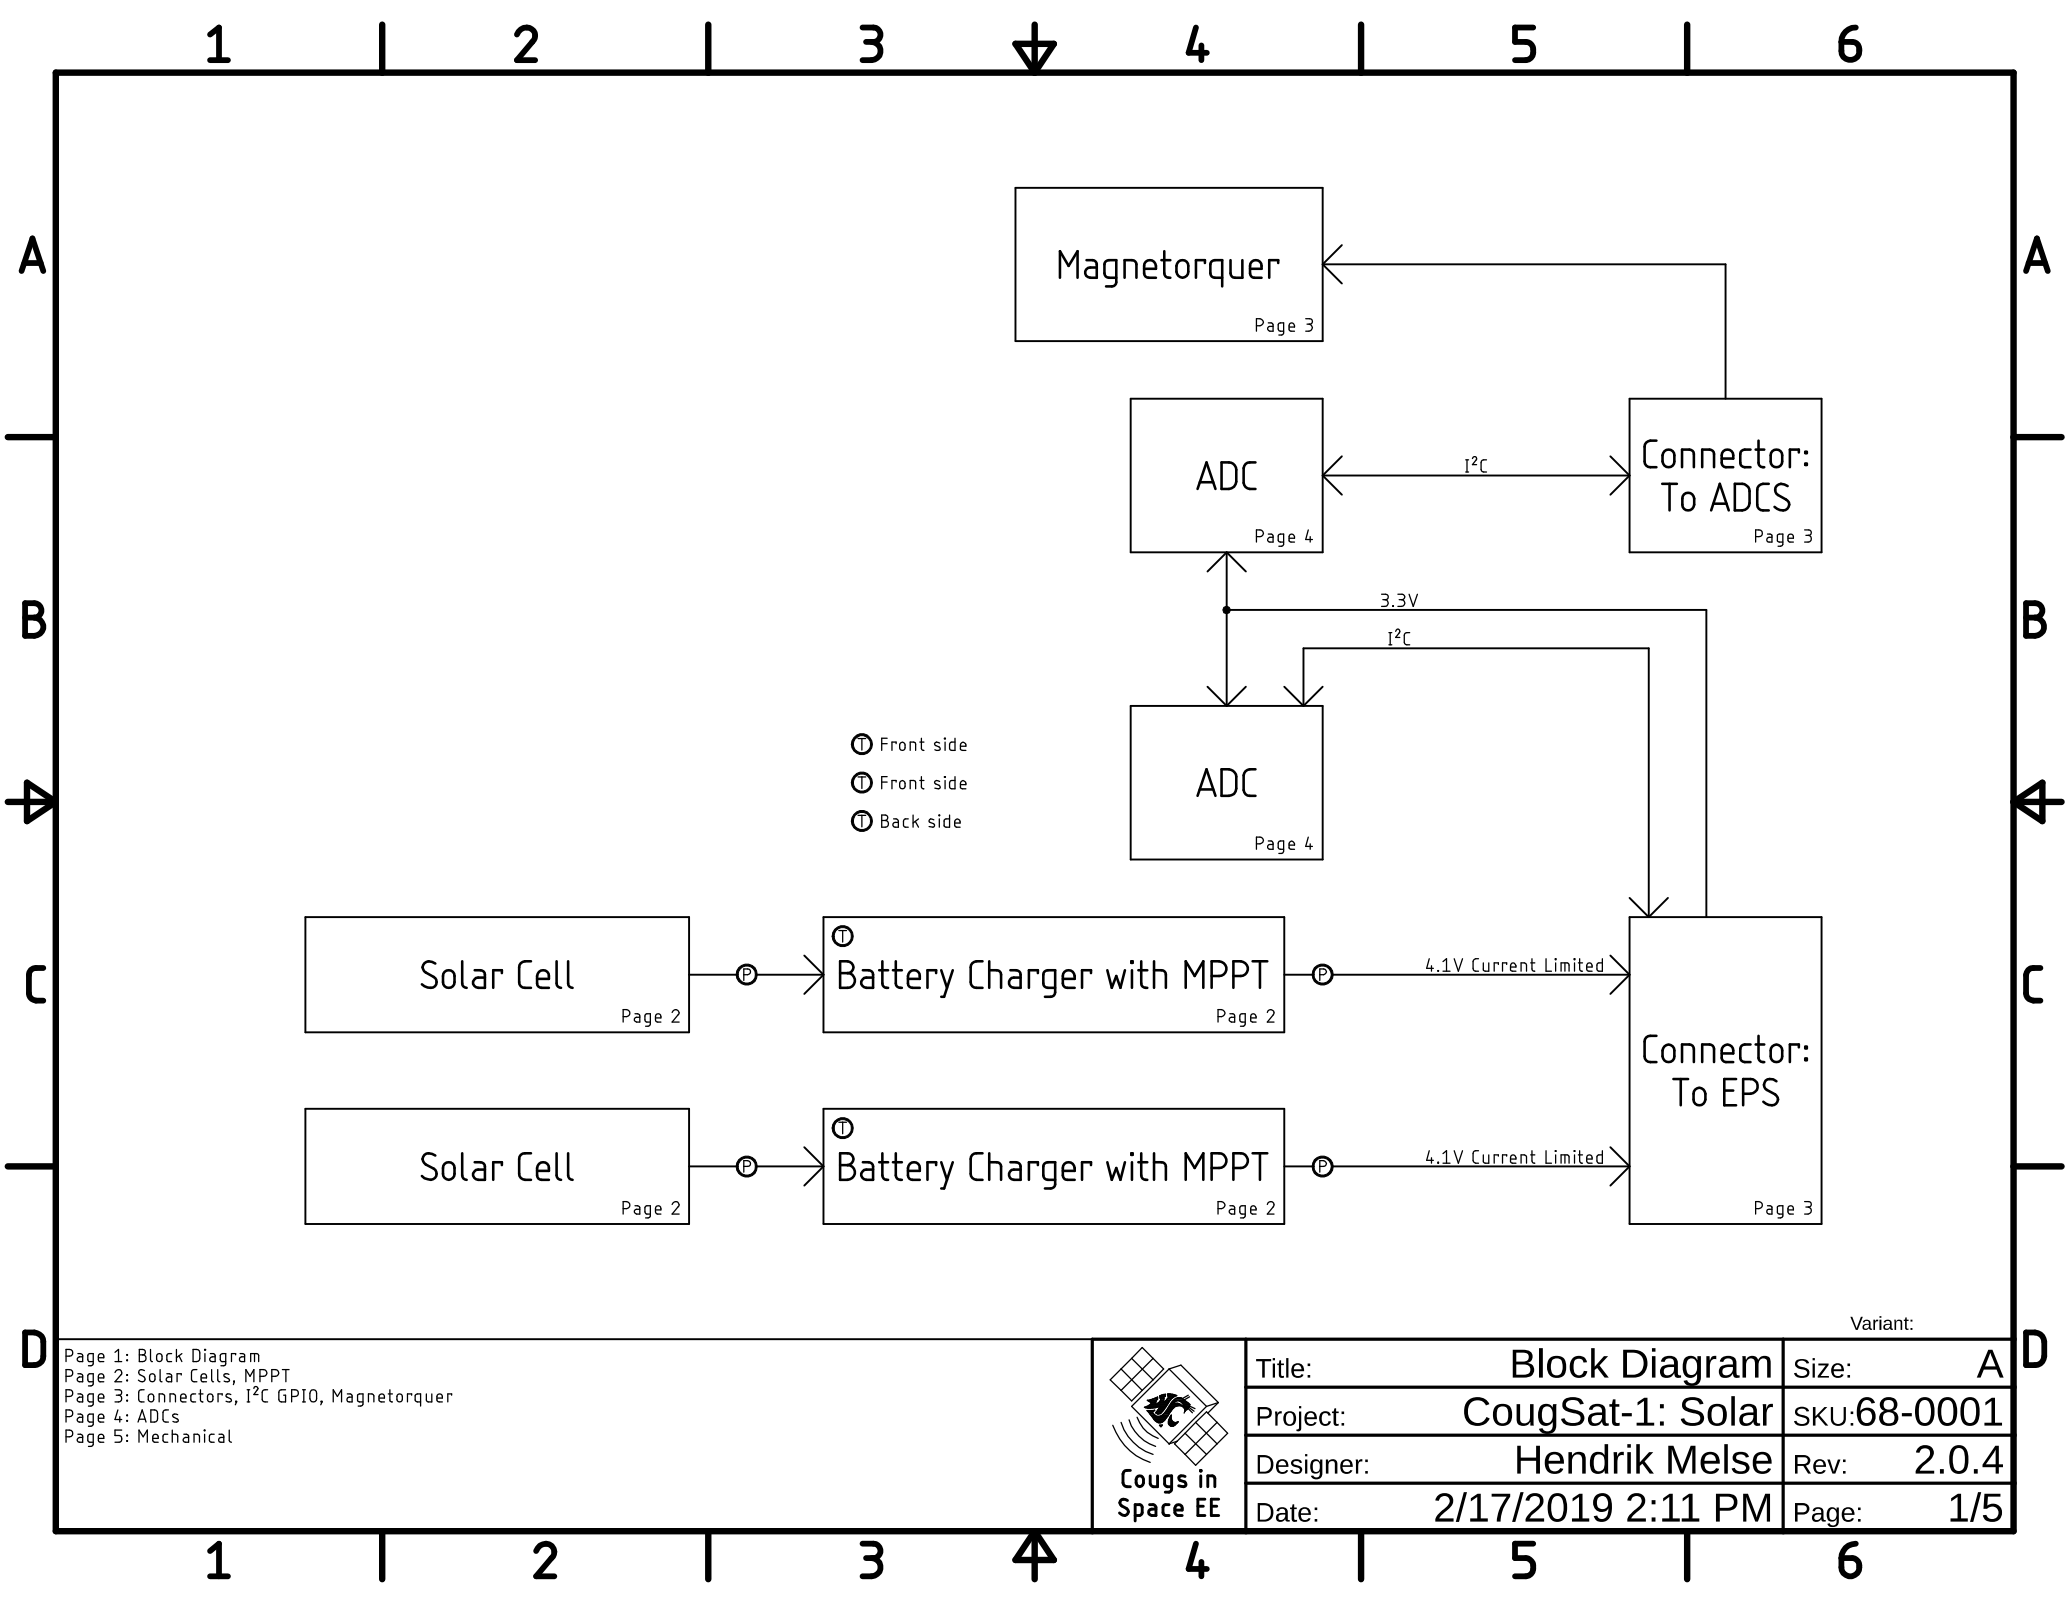 1 2 3 4 5 6
A A
Magnetorquer
Page 3
ADC
Page 4
I²C
Connector:
To ADCS
Page 3
B B
3.3V
I²C
T Front side
T Front side
T Back side
ADC
Page 4
C C
Solar Cell
Page 2
P
T
Battery Charger with MPPT
Page 2
P
4.1V Current Limited
Connector:
To EPS
Page 3
Solar Cell
Page 2
P
T
Battery Charger with MPPT
Page 2
P
4.1V Current Limited
D D
Page 1: Block Diagram
Page 2: Solar Cells, MPPT
Page 3: Connectors, I²C GPIO, Magnetorquer
Page 4: ADCs
Page 5: Mechanical
Cougs in
Space EE
Variant:
Title: Block Diagram Size: A
Project: CougSat-1: Solar SKU: 68-0001
Designer: Hendrik Melse Rev: 2.0.4
Date: 2/17/2019 2:11 PM Page: 1/5
1 2 3 4 5 6